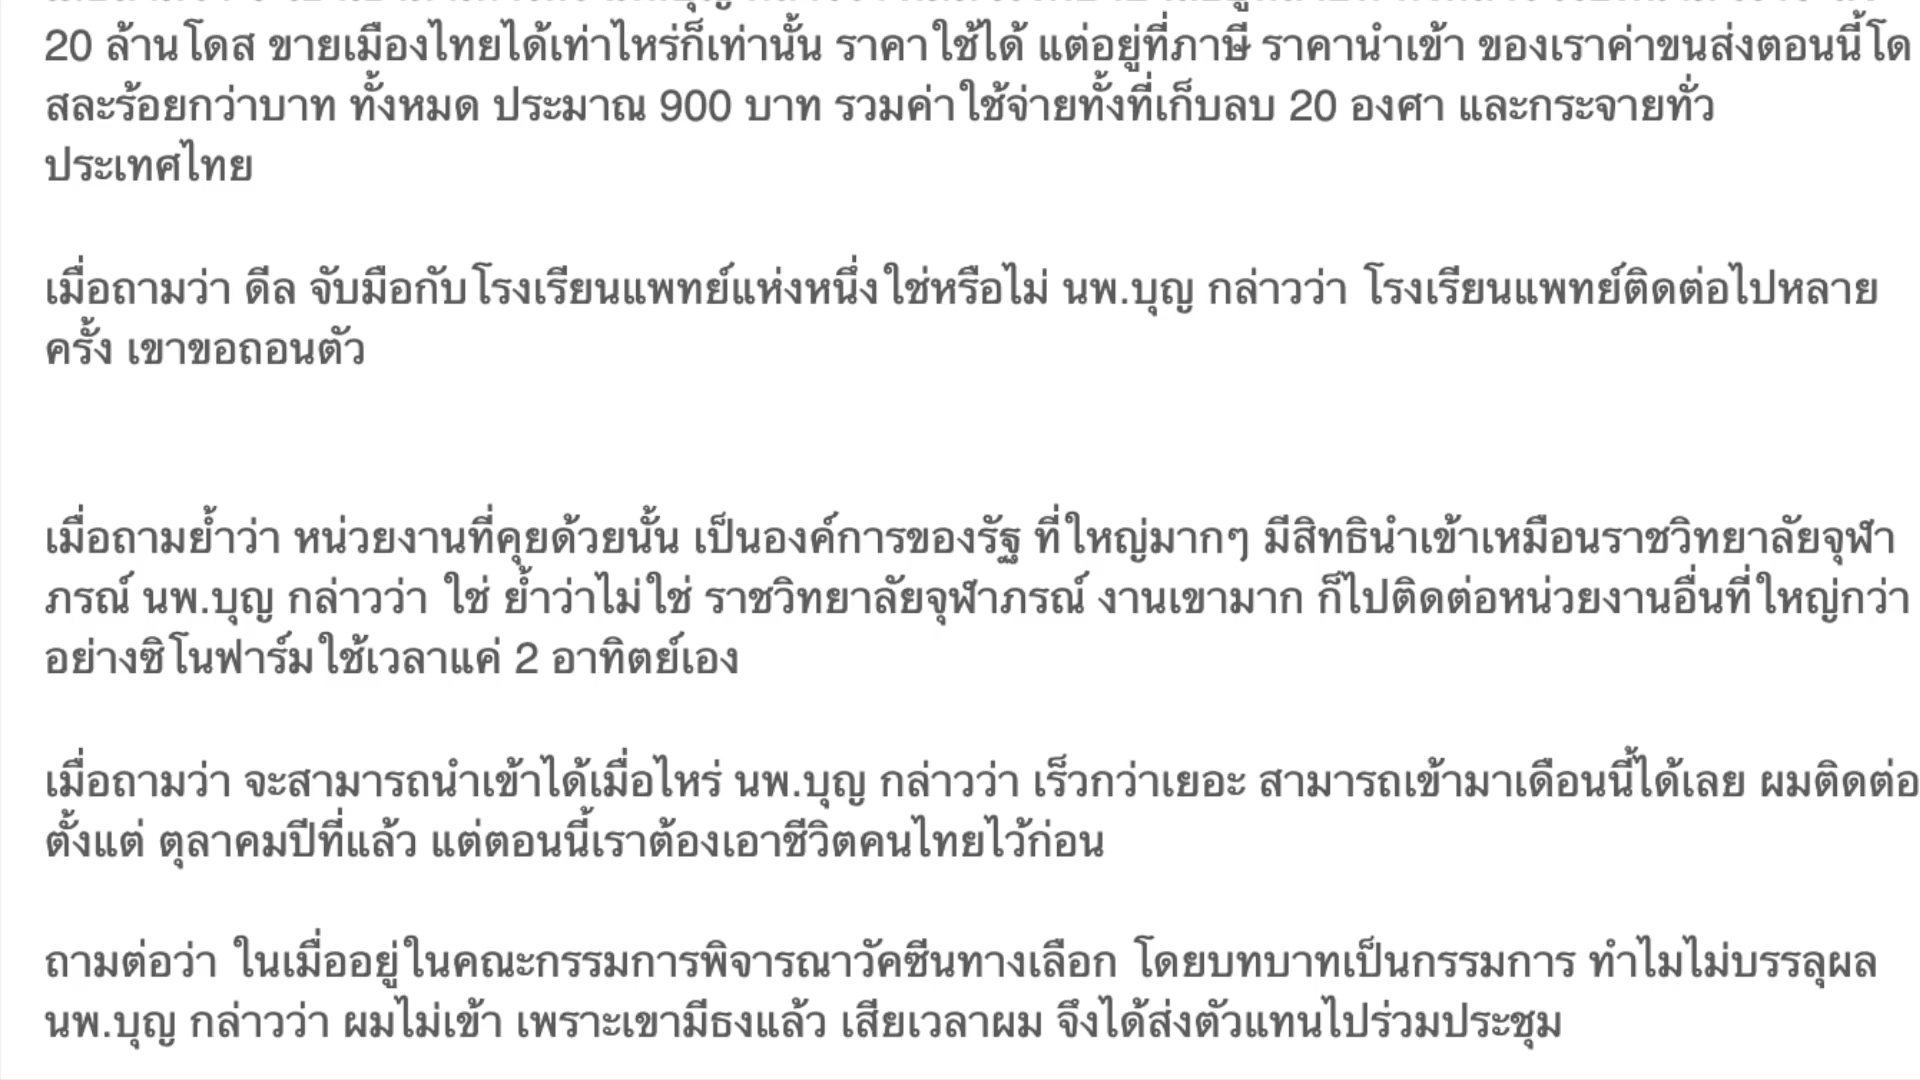 20 ล้านโดส ขายเมืองไทยได้เท่าไหร่ก็เท่านั้น ราคาใช้ได้ แต่อยู่ที่ภาษี ราคานำเข้า ของเราค่าขนส่งตอนนี้โด
สละร้อยกว่าบาท ทั้งหมด ประมาณ 900 บาท รวมค่าใช้จ่ายทั้งที่เก็บลบ 20 องศา และกระจายทั่ว
ประเทศไทย
เมื่อถามว่า ดีล จับมือกับโรงเรียนแพทย์แห่งหนึ่งใช่หรือไม่ นพ.บุญ กล่าวว่า โรงเรียนแพทย์ติดต่อไปหลาย
ครั้ง เขาขอถอนตัว
เมื่อถามย้ำว่า หน่วยงานที่คุยด้วยนั้น เป็นองค์การของรัฐ ที่ใหญ่มากๆ มีสิทธินำเข้าเหมือนราชวิทยาลัยจุฬา
ภรณ์ นพ.บุญ กล่าวว่า ใช่ ย้ำว่าไม่ใช่ ราชวิทยาลัยจุฬาภรณ์ งานเขามาก ก็ไปติดต่อหน่วยงานอื่นที่ใหญ่กว่า
อย่างซิโนฟาร์มใช้เวลาแค่ 2 อาทิตย์เอง
เมื่อถามว่า จะสามารถนำเข้าได้เมื่อไหร่ นพ.บุญ กล่าวว่า เร็วกว่าเยอะ สามารถเข้ามาเดือนนี้ได้เลย ผมติดต่อ
ตั้งแต่ ตุลาคมปีที่แล้ว แต่ตอนนี้เราต้องเอาชีวิตคนไทยไว้ก่อน
ถามต่อว่า ในเมื่ออยู่ในคณะกรรมการพิจารณาวัคซีนทางเลือก โดยบทบาทเป็นกรรมการ ทำไมไม่บรรลุผล
นพ.บุญ กล่าวว่า ผมไม่เข้า เพราะเขามีธงแล้ว เสียเวลาผม จึงได้ส่งตัวแทนไปร่วมประชุม